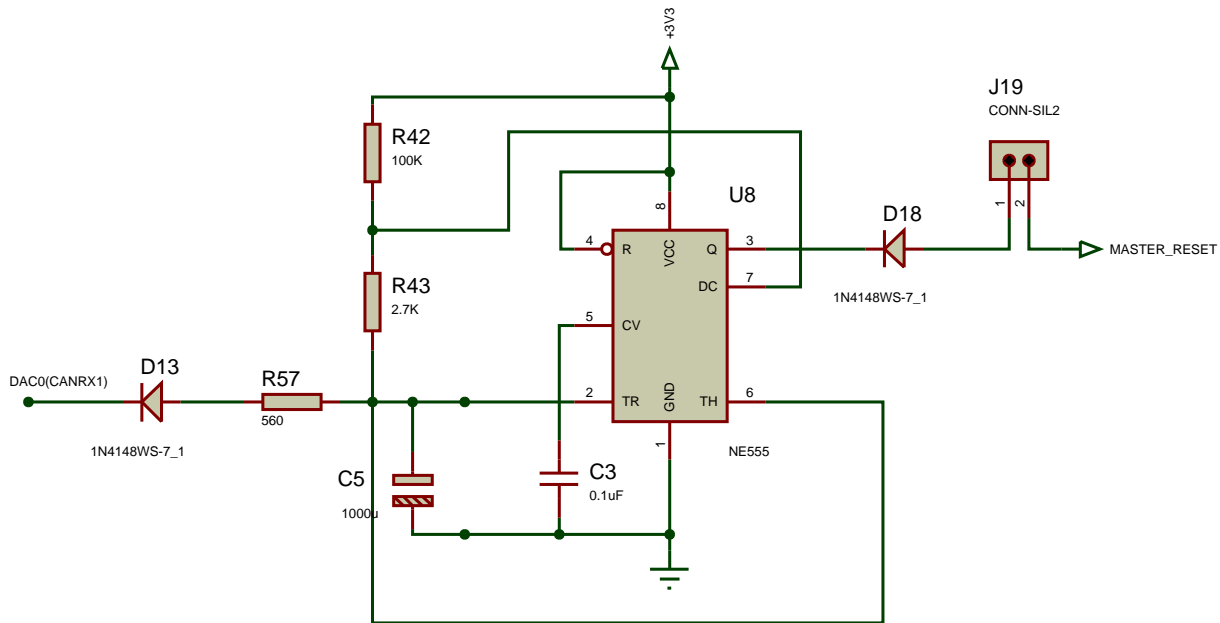 +3V3
J19
CONN-SIL2
R42
100K
U8
8
1
2
D18
4
R
VCC
Q
3
MASTER_RESET
R43
2.7K
DC
7
1N4148WS-7_1
5
CV
D13
DAC0(CANRX1)
R57
560
2
TR
GND
TH
6
1N4148WS-7_1
1
NE555
C5
1000u
C3
0.1uF